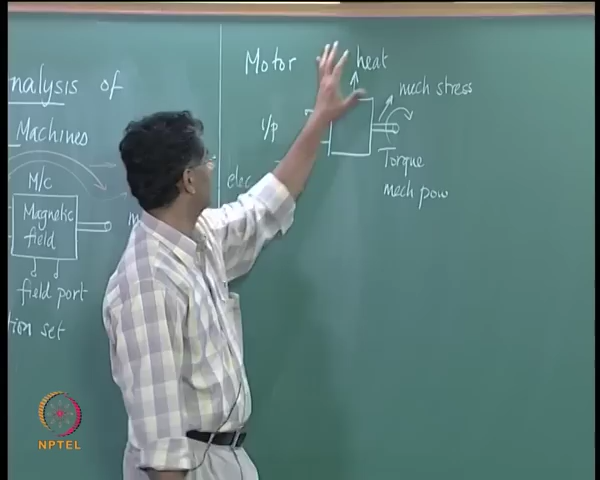 nalysis of
Machines
M/c
Magnetic
field
field port
tion set
Motor
heat
mech stress
i/p
elec
Torque
mech pow
NPTEL